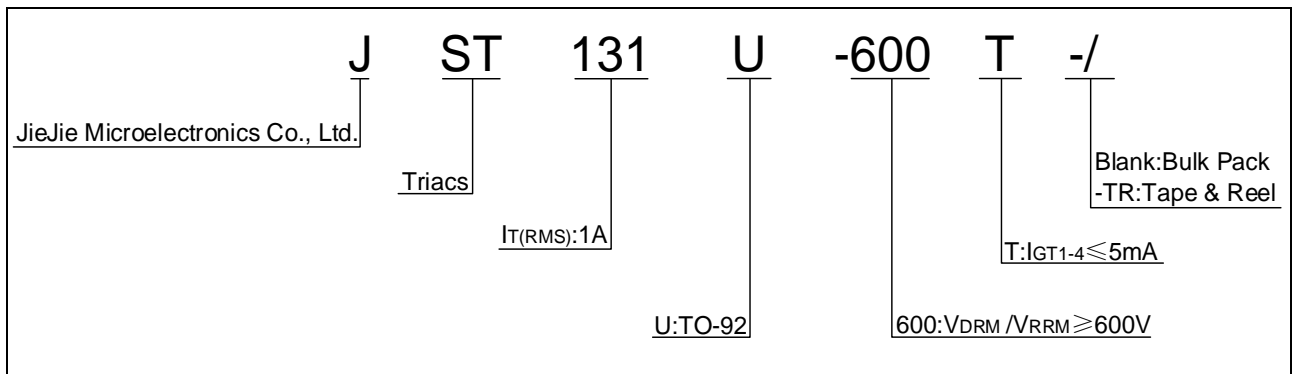 J ST 131 U -600 T -/
JieJie Microelectronics Co., Ltd.
Triacs
IT(RMS):1A
U:TO-92
600:VDRM /VRRM≥600V
T:IGT1-4≤5mA
Blank:Bulk Pack
-TR:Tape & Reel